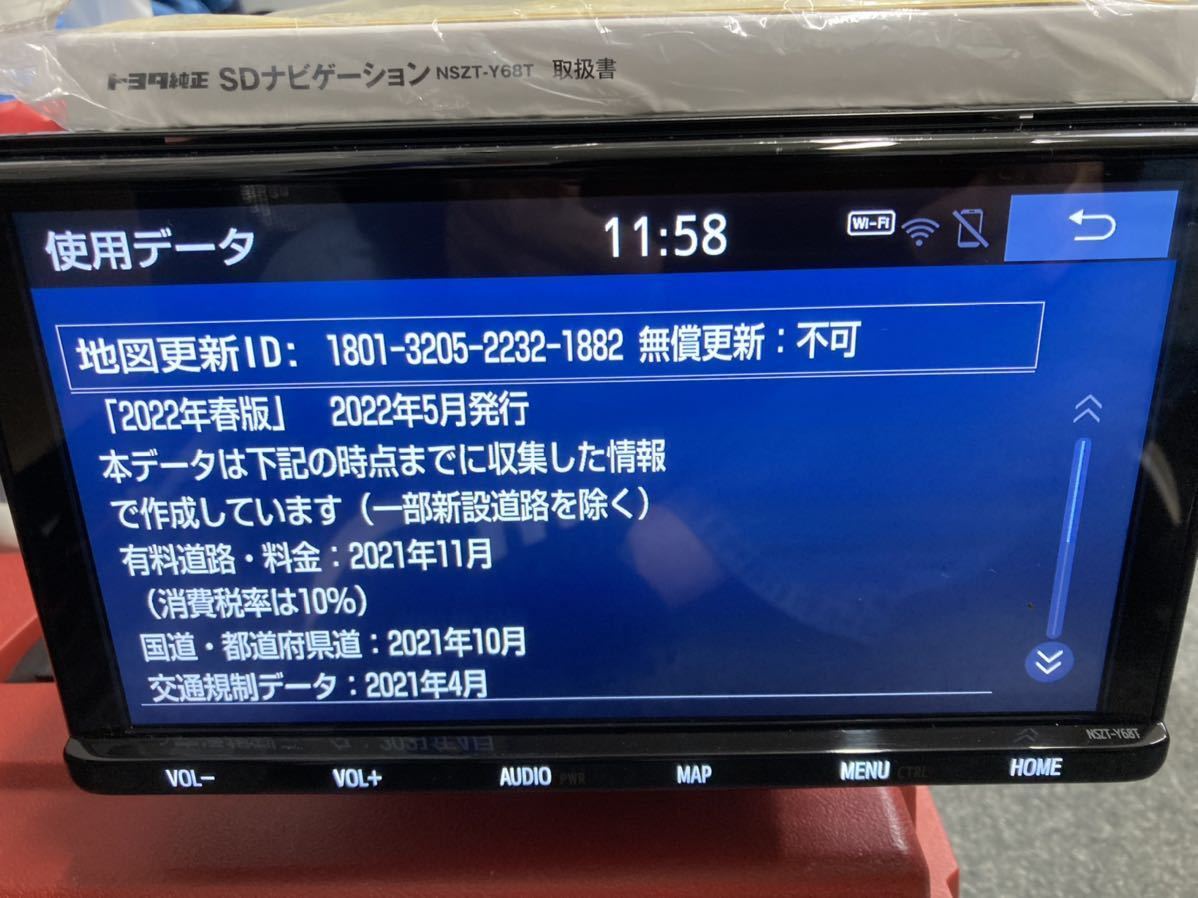 トヨタ純正 SDナビゲーション NSZT-Y68T 取扱書
使用データ 11:58 Wi-Fi
地図更新ID: 1801-3205-2232-1882 無償更新：不可
「2022年春版」 2022年5月発行
本データは下記の時点までに収集した情報
で作成しています（一部新設道路を除く）
有料道路・料金：2021年11月
（消費税率は10%）
国道・都道府県道：2021年10月
交通規制データ：2021年4月
NSZT-Y68T
VOL− VOL+ AUDIO PWR MAP MENU CTRL HOME